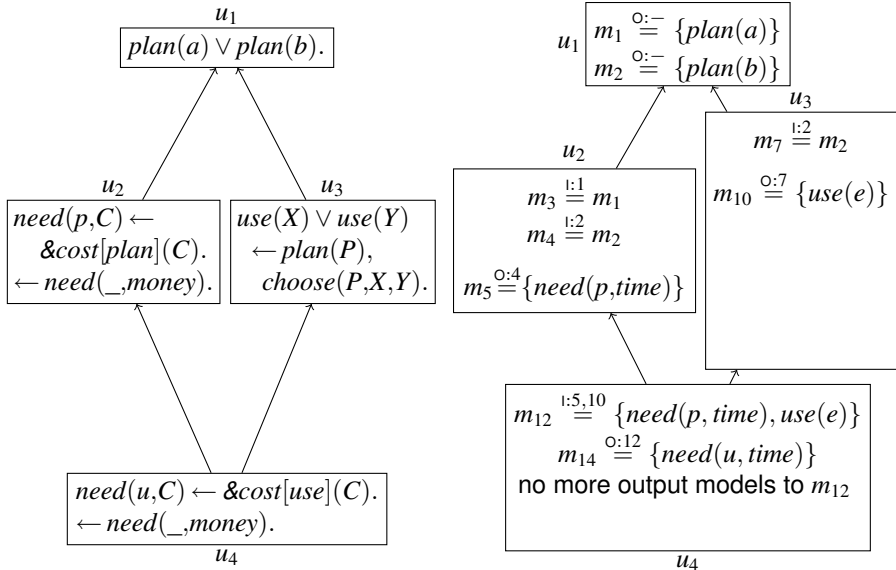 u₁
plan(a) ∨ plan(b).
u₂
need(p,C) ←
&cost[plan](C).
← need(_,money).
u₃
use(X) ∨ use(Y)
← plan(P),
choose(P,X,Y).
need(u,C) ← &cost[use](C).
← need(_,money).
u₄
u₁
m₁ O:– = {plan(a)}
m₂ O:– = {plan(b)}
u₂
m₃ I:1 = m₁
m₄ I:2 = m₂
m₅ O:4 = {need(p,time)}
u₃
m₇ I:2 = m₂
m₁₀ O:7 = {use(e)}
m₁₂ I:5,10 = {need(p, time), use(e)}
m₁₄ O:12 = {need(u, time)}
no more output models to m₁₂
u₄